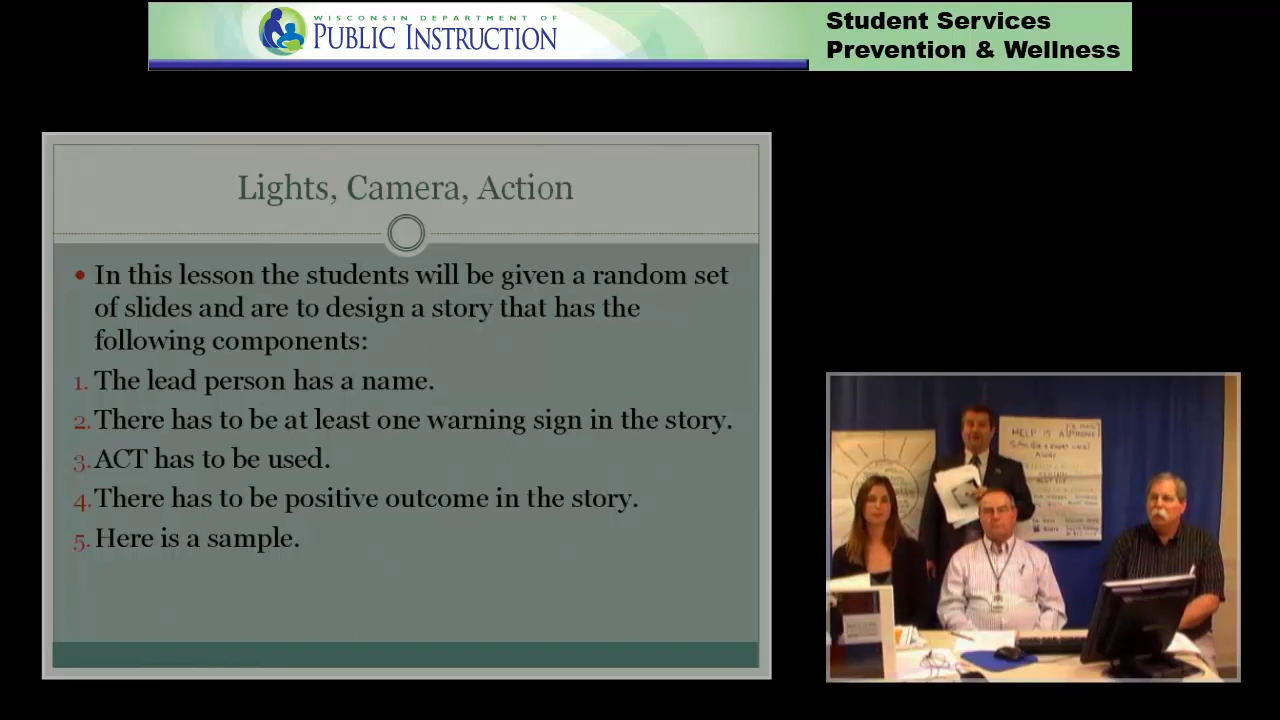 WISCONSIN DEPARTMENT OF
PUBLIC INSTRUCTION
Student Services
Prevention & Wellness
Lights, Camera, Action
• In this lesson the students will be given a random set
of slides and are to design a story that has the
following components:
1. The lead person has a name.
2. There has to be at least one warning sign in the story.
3. ACT has to be used.
4. There has to be positive outcome in the story.
5. Here is a sample.
HELP IS A